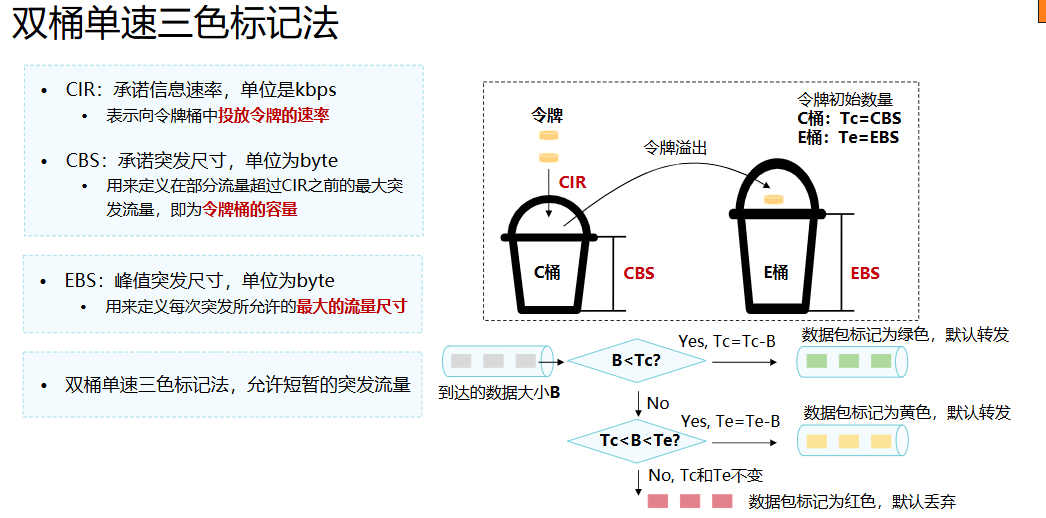 双桶单速三色标记法
• CIR：承诺信息速率，单位是kbps
• 表示向令牌桶中投放令牌的速率
• CBS：承诺突发尺寸，单位为byte
• 用来定义在部分流量超过CIR之前的最大突
发流量，即为令牌桶的容量
• EBS：峰值突发尺寸，单位为byte
• 用来定义每次突发所允许的最大的流量尺寸
• 双桶单速三色标记法，允许短暂的突发流量
令牌
CIR
令牌溢出
令牌初始数量
C桶：Tc=CBS
E桶：Te=EBS
C桶
CBS
E桶
EBS
到达的数据大小B
B<Tc?
Yes, Tc=Tc-B
数据包标记为绿色，默认转发
No
Tc<B<Te?
Yes, Te=Te-B
数据包标记为黄色，默认转发
No, Tc和Te不变
数据包标记为红色，默认丢弃